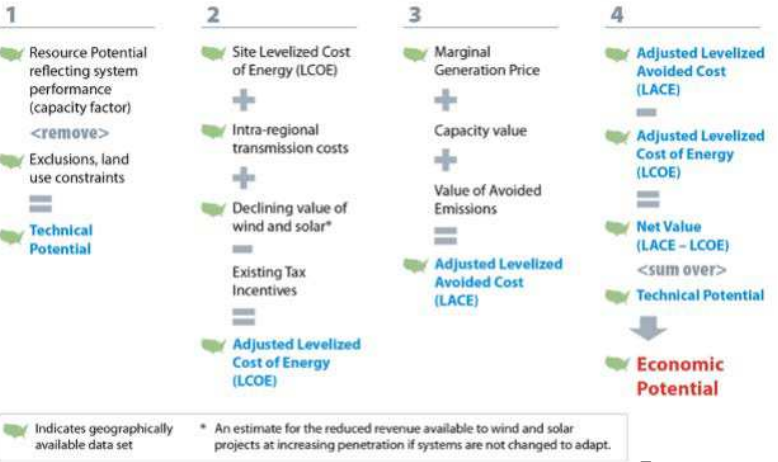 1
Resource Potential
reflecting system
performance
(capacity factor)
<remove>
Exclusions, land
use constraints
=
Technical
Potential
2
Site Levelized Cost
of Energy (LCOE)
+
Intra-regional
transmission costs
+
Declining value of
wind and solar*
-
Existing Tax
Incentives
=
Adjusted Levelized
Cost of Energy
(LCOE)
3
Marginal
Generation Price
+
Capacity value
+
Value of Avoided
Emissions
=
Adjusted Levelized
Avoided Cost
(LACE)
4
Adjusted Levelized
Avoided Cost
(LACE)
-
Adjusted Levelized
Cost of Energy
(LCOE)
=
Net Value
(LACE – LCOE)
<sum over>
Technical Potential
Economic
Potential
Indicates geographically
available data set
* An estimate for the reduced revenue available to wind and solar
projects at increasing penetration if systems are not changed to adapt.